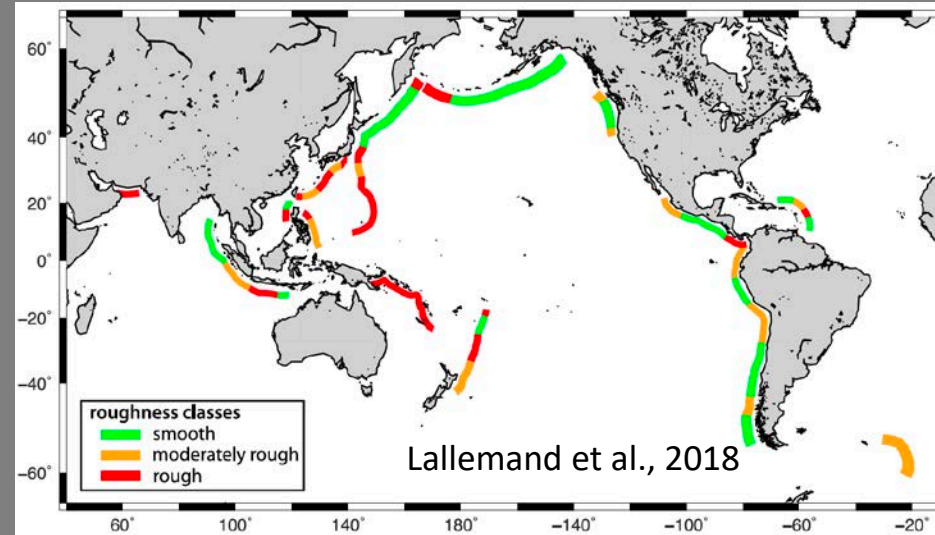 60°
40°
20°
0°
−20°
−40°
−60°
roughness classes
smooth
moderately rough
rough
Lallemand et al., 2018
60° 100° 140° 180° −140° −100° −60° −20°